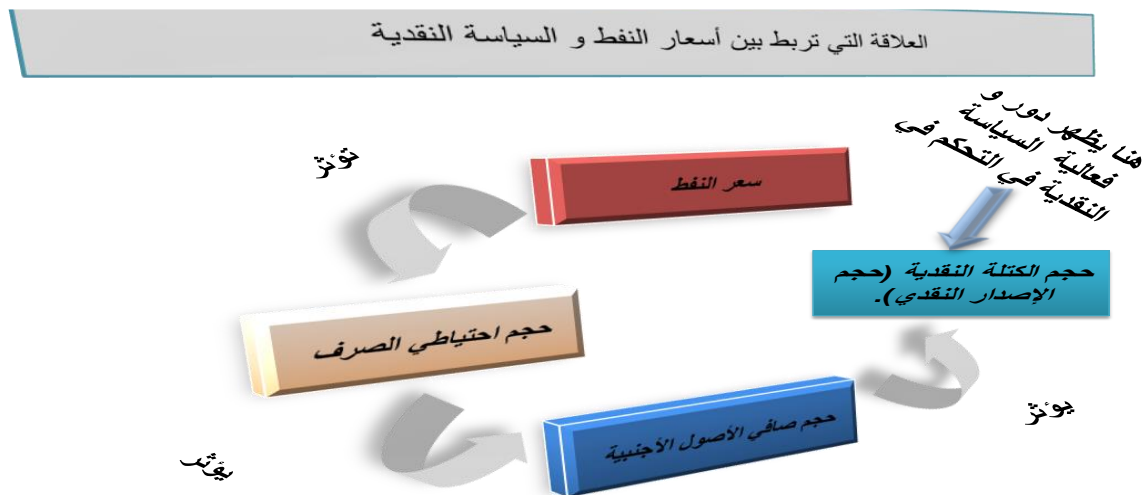 العلاقة التي تربط بين أسعار النفط و السياسة النقدية
هنا يظهر دور و
فعالية السياسة
النقدية في التحكم في
تؤثر
سعر النفط
حجم الكتلة النقدية (حجم
الإصدار النقدي).
حجم احتياطي الصرف
يؤثر
حجم صافي الأصول الأجنبية
يؤثر